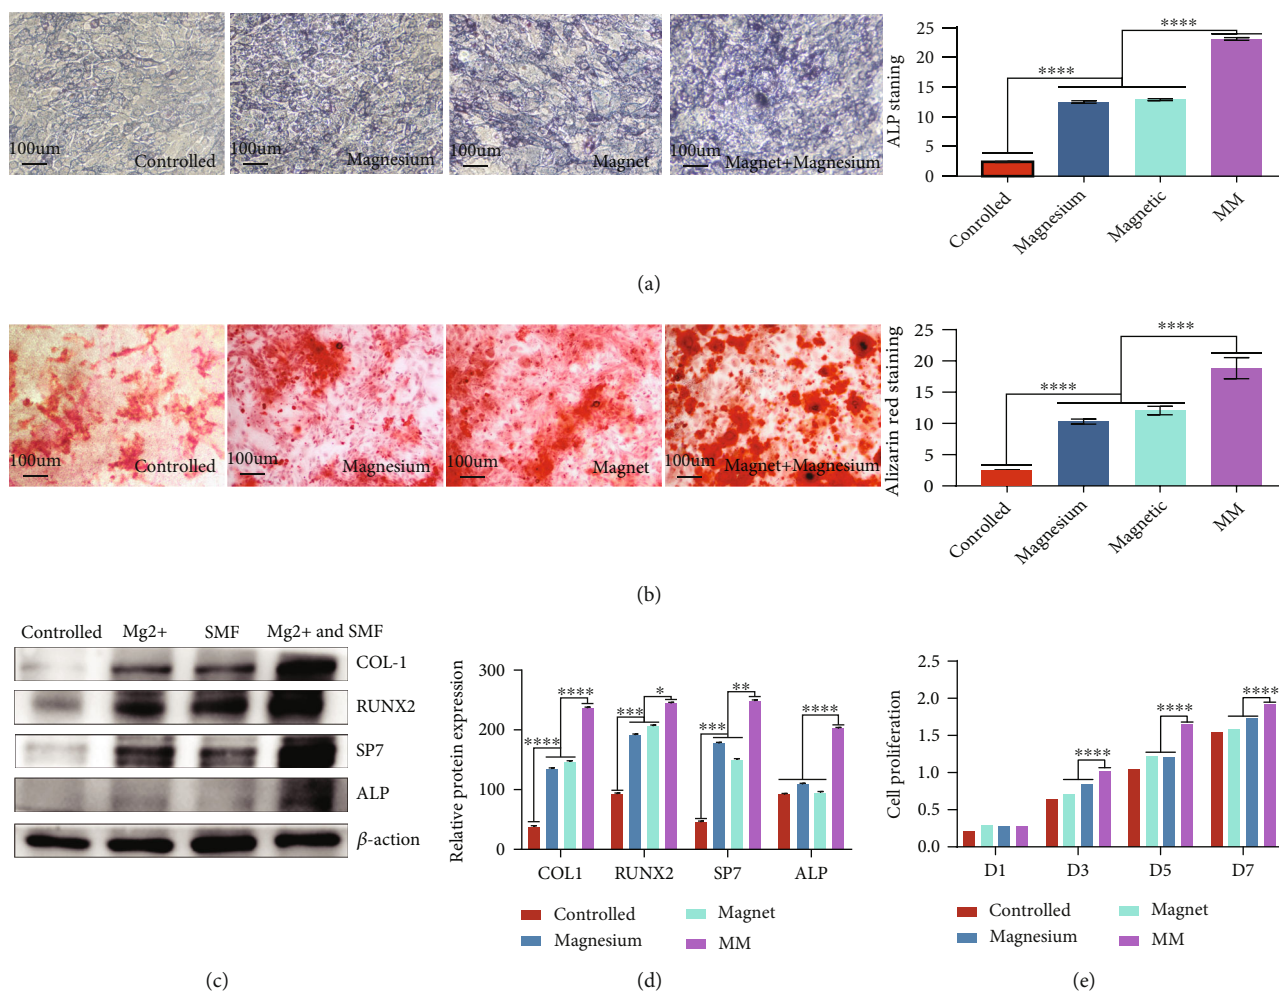 100um
Controlled
100um
Magnesium
100um
Magnet
100um
Magnet+Magnesium
ALP staning
25
20
15
10
5
0
****
****
Conrolled
Magnesium
Magnetic
MM
(a)
100um
Controlled
100um
Magnesium
100um
Magnet
100um
Magnet+Magnesium
Alizarin red staining
25
20
15
10
5
0
****
****
Conrolled
Magnesium
Magnetic
MM
(b)
Controlled Mg2+ SMF Mg2+ and SMF
COL-1
RUNX2
SP7
ALP
β-action
(c)
Relative protein expression
300
200
100
0
****
****
***
*
***
**
****
COL1 RUNX2 SP7 ALP
Controlled Magnet
Magnesium MM
(d)
Cell proliferation
2.5
2.0
1.5
1.0
0.5
0.0
****
****
****
D1 D3 D5 D7
Controlled Magnet
Magnesium MM
(e)